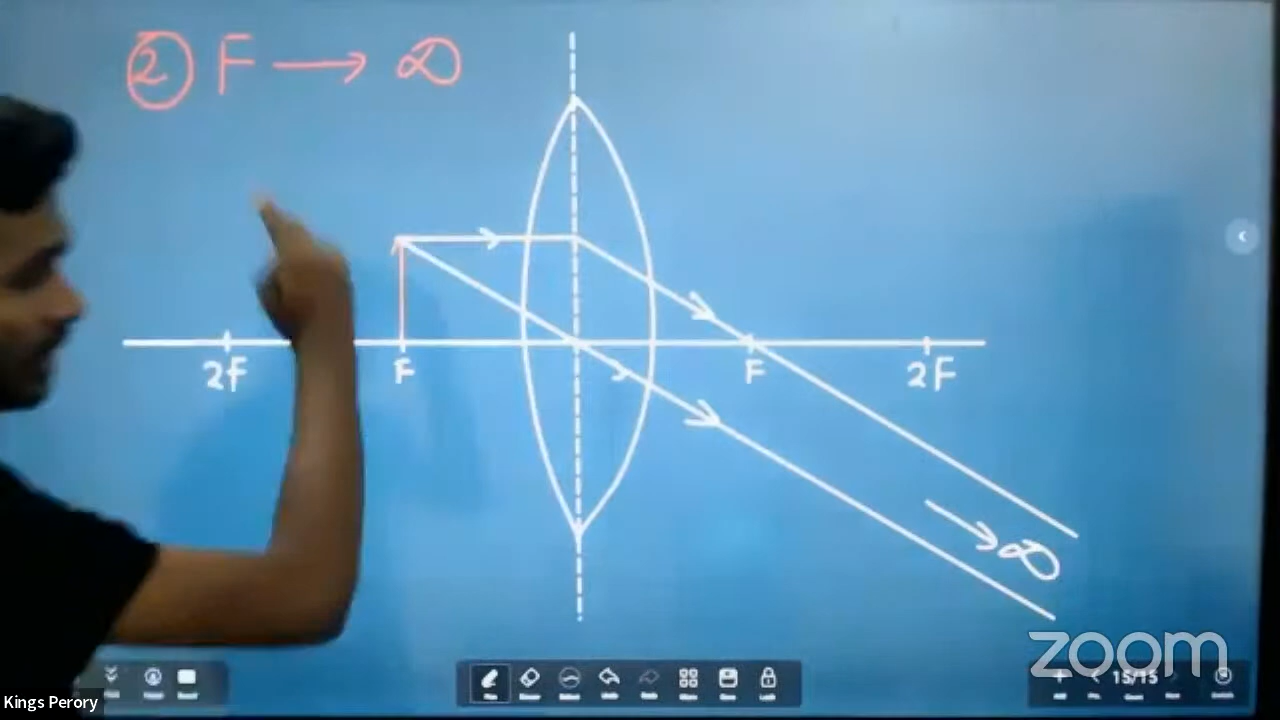 ② F → ∞
2F F F 2F
→ ∞
zoom
15/15
Kings Perory